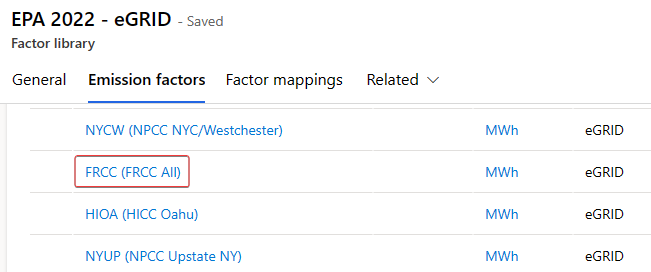 EPA 2022 - eGRID - Saved
Factor library
General Emission factors Factor mappings Related
NYCW (NPCC NYC/Westchester) MWh eGRID
FRCC (FRCC All) MWh eGRID
HIOA (HICC Oahu) MWh eGRID
NYUP (NPCC Upstate NY) MWh eGRID